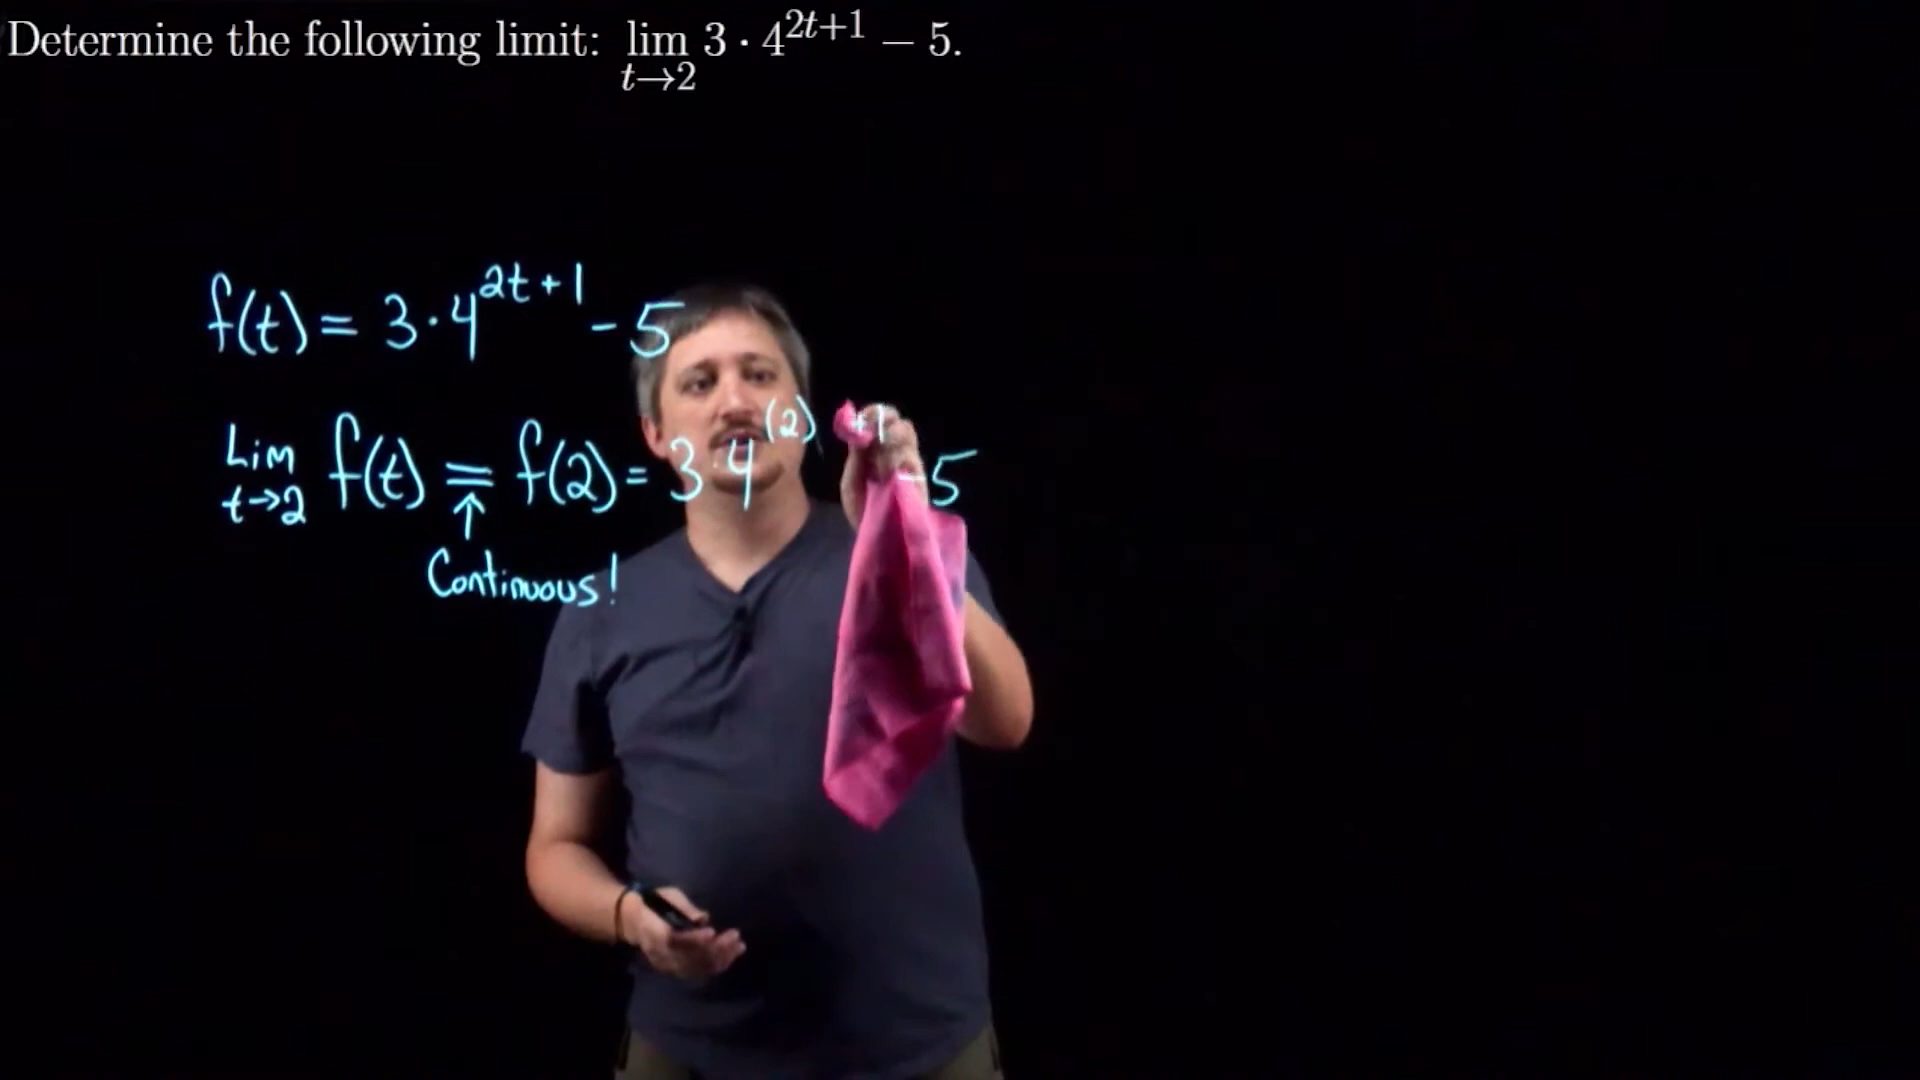 Determine the following limit: lim t→2 3 · 4^{2t+1} − 5.
f(t) = 3 · 4^{2t+1} - 5
Lim t→2 f(t) = f(2) = 3 · 4^{(2) +1} - 5
↑
Continuous!